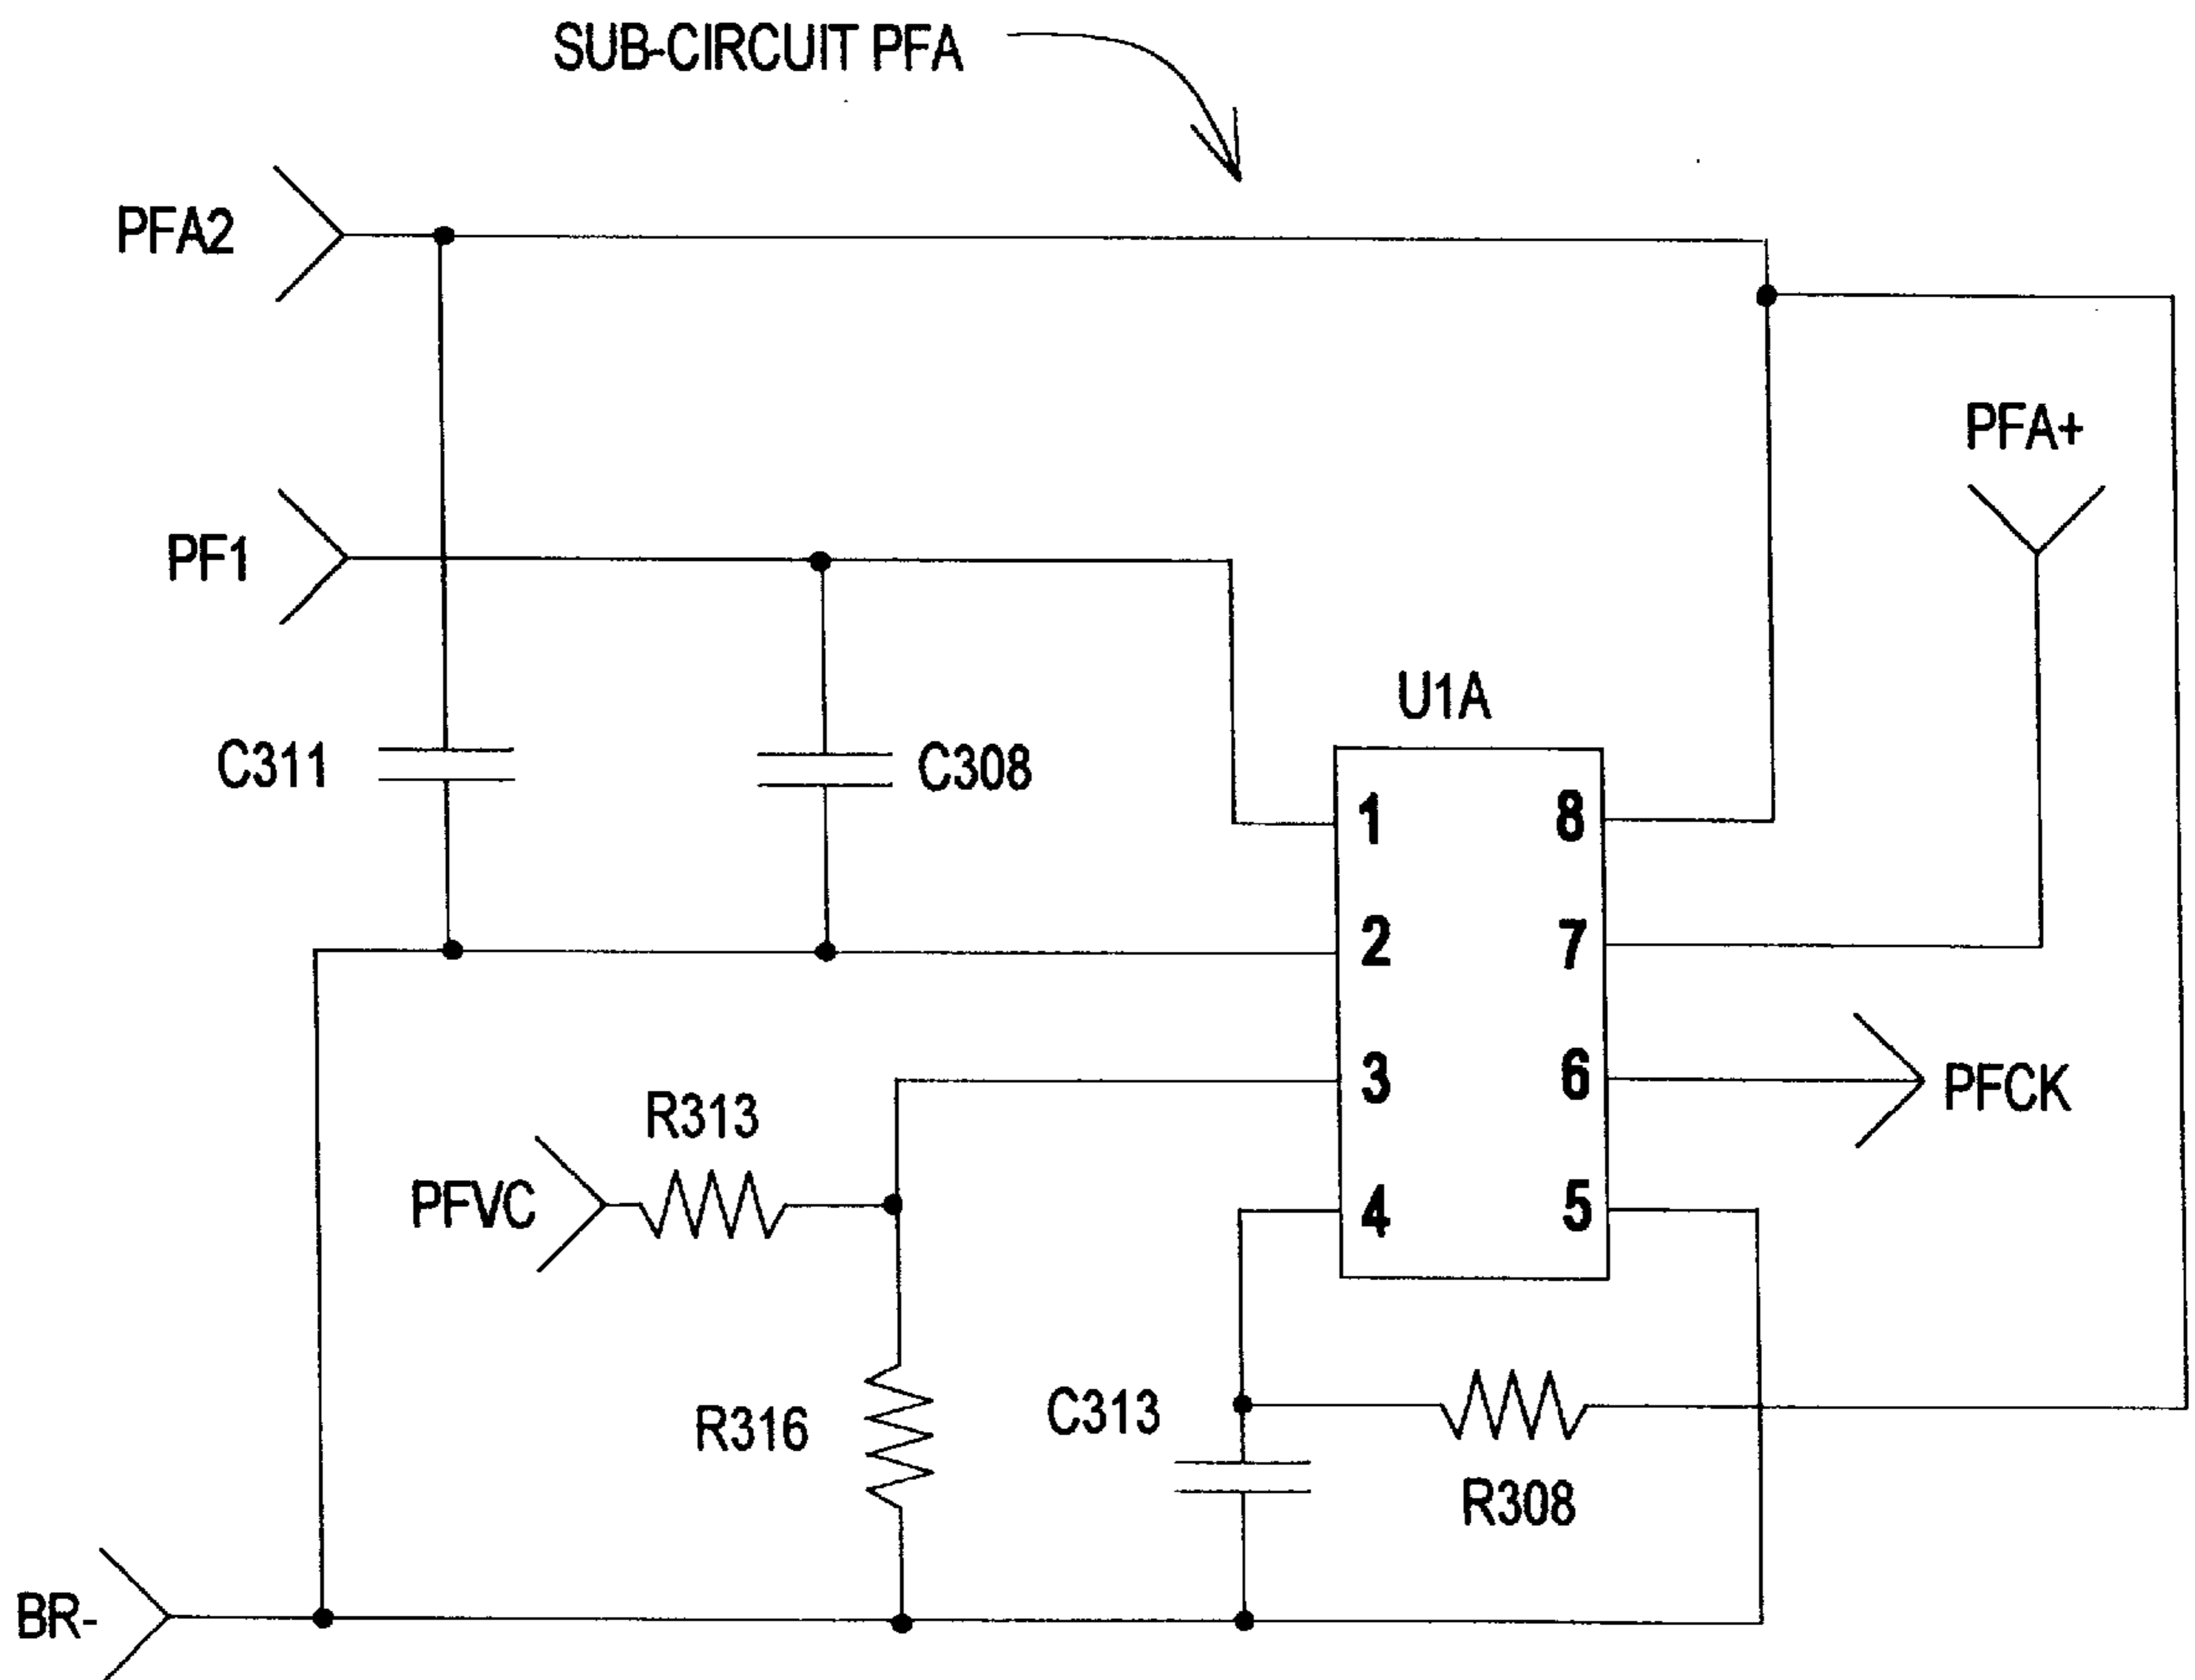 SUB-CIRCUIT PFA
PFA2
PFA+
PF1
U1A
C311
C308
1
8
2
7
3
6
PFCK
R313
PFVC
4
5
C313
R316
R308
BR-